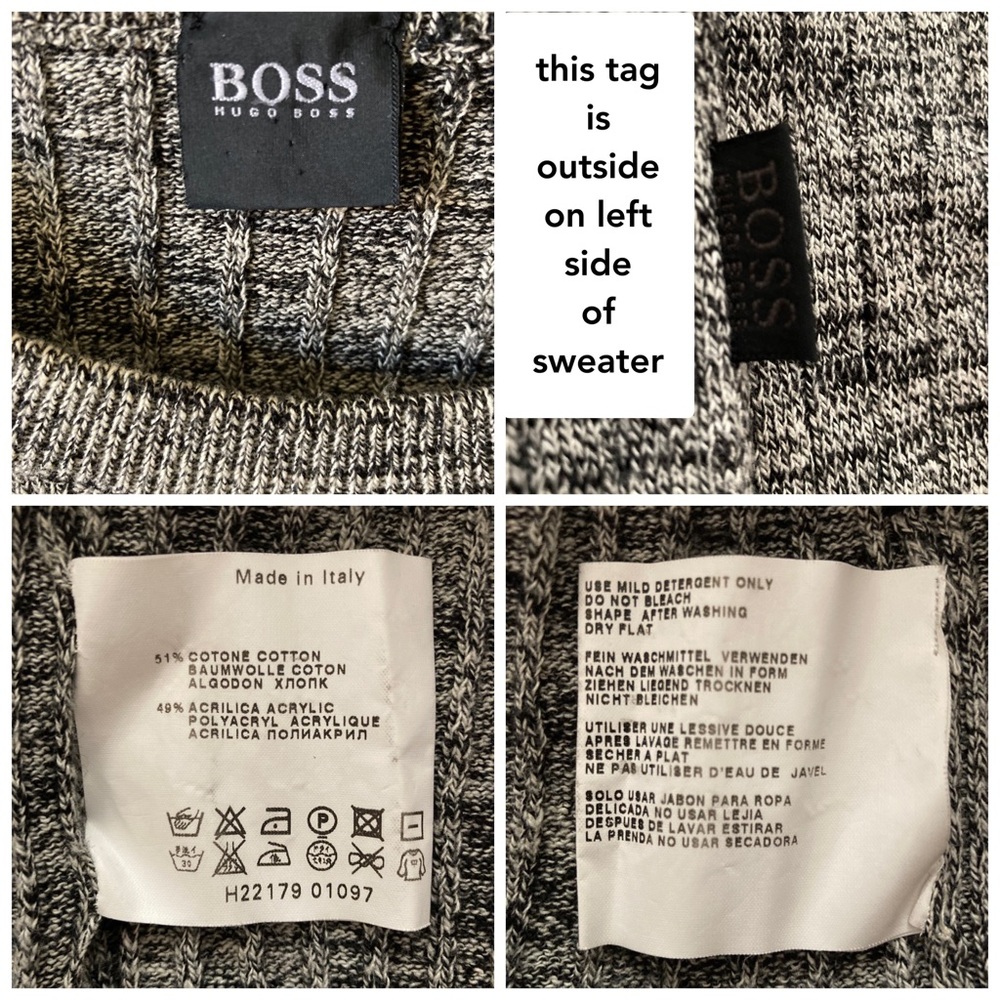 BOSS
HUGO BOSS
this tag
is
outside
on left
side
of
sweater
BOSS
Made in Italy
51% COTONE COTTON
BAUMWOLLE COTON
ALGODON ХЛОПК
49% ACRILICA ACRYLIC
POLYACRYL ACRYLIQUE
ACRILICA ПОЛИАКРИЛ
P
30
H22179 01097
USE MILD DETERGENT ONLY
DO NOT BLEACH
SHAPE AFTER WASHING
DRY FLAT
FEIN WASCHMITTEL VERWENDEN
NACH DEM WASCHEN IN FORM
ZIEHEN LIEGEND TROCKNEN
NICHT BLEICHEN
UTILISER UNE LESSIVE DOUCE
APRES LAVAGE REMETTRE EN FORME
SECHER A PLAT
NE PAS UTILISER D'EAU DE JAVEL
SOLO USAR JABON PARA ROPA
DELICADA NO USAR LEJIA
DESPUES DE LAVAR ESTIRAR
LA PRENDA NO USAR SECADORA